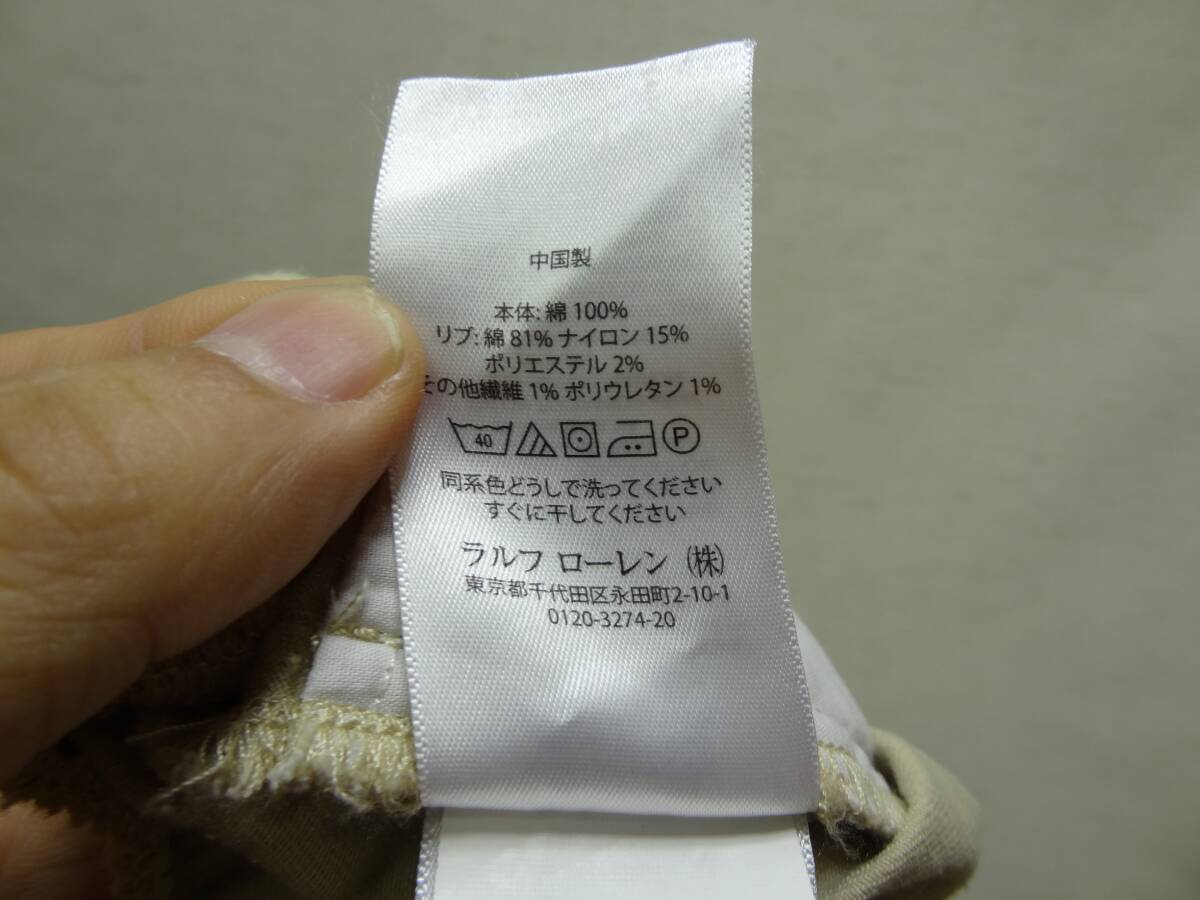 中国製
本体: 綿 100%
リブ: 綿 81% ナイロン 15%
ポリエステル 2%
その他繊維 1% ポリウレタン 1%
40 P
同系色どうしで洗ってください
すぐに干してください
ラルフ ローレン (株)
東京都千代田区永田町2-10-1
0120-3274-20